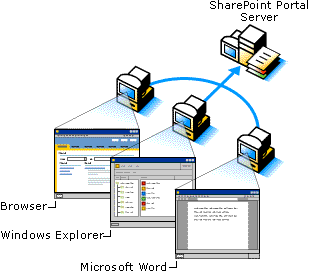 SharePoint Portal
Server
Browser
Windows Explorer
Microsoft Word